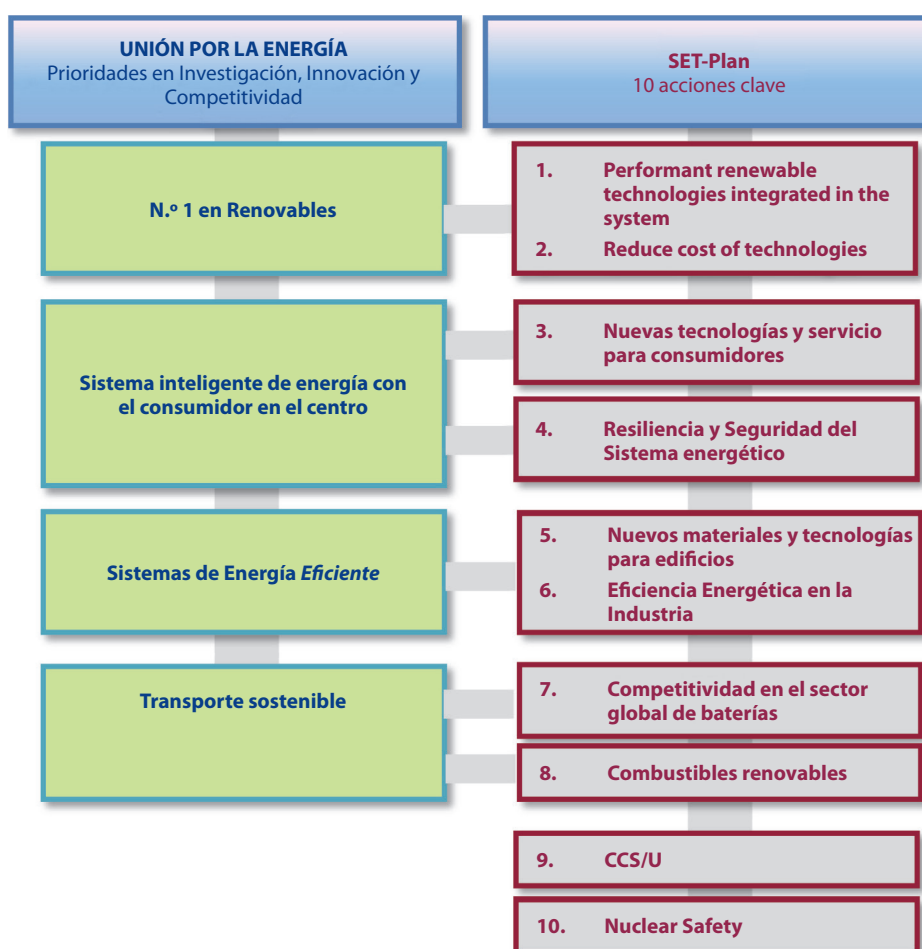 UNIÓN POR LA ENERGÍA
Prioridades en Investigación, Innovación y
Competitividad
SET-Plan
10 acciones clave
N.º 1 en Renovables
1. Performant renewable
technologies integrated in the
system
2. Reduce cost of technologies
Sistema inteligente de energía con
el consumidor en el centro
3. Nuevas tecnologías y servicio
para consumidores
4. Resiliencia y Seguridad del
Sistema energético
Sistemas de Energía Eficiente
5. Nuevos materiales y tecnologías
para edificios
6. Eficiencia Energética en la
Industria
Transporte sostenible
7. Competitividad en el sector
global de baterías
8. Combustibles renovables
9. CCS/U
10. Nuclear Safety